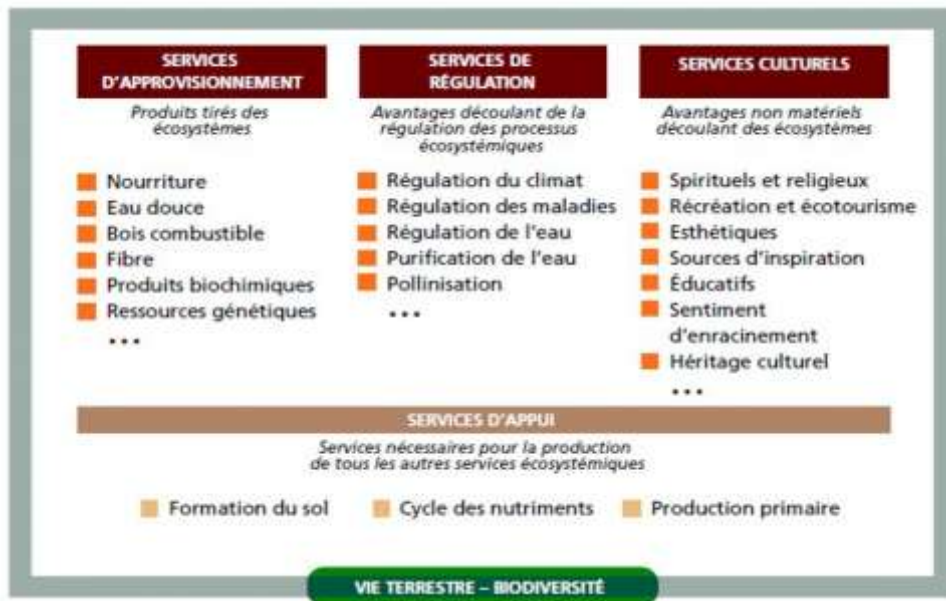 SERVICES
D'APPROVISIONNEMENT
Produits tirés des
écosystèmes
Nourriture
Eau douce
Bois combustible
Fibre
Produits biochimiques
Ressources génétiques
...
SERVICES DE
RÉGULATION
Avantages découlant de la
régulation des processus
écosystémiques
Régulation du climat
Régulation des maladies
Régulation de l'eau
Purification de l'eau
Pollinisation
...
SERVICES CULTURELS
Avantages non matériels
découlant des écosystèmes
Spirituels et religieux
Récréation et écotourisme
Esthétiques
Sources d'inspiration
Éducatifs
Sentiment
d'enracinement
Héritage culturel
...
SERVICES D'APPUI
Services nécessaires pour la production
de tous les autres services écosystémiques
Formation du sol
Cycle des nutriments
Production primaire
VIE TERRESTRE – BIODIVERSITÉ